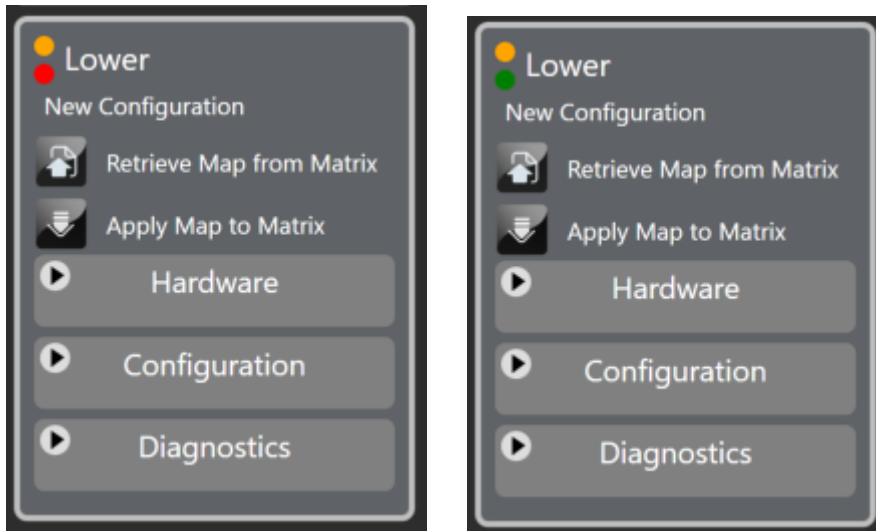 Lower
New Configuration
Retrieve Map from Matrix
Apply Map to Matrix
Hardware
Configuration
Diagnostics
Lower
New Configuration
Retrieve Map from Matrix
Apply Map to Matrix
Hardware
Configuration
Diagnostics